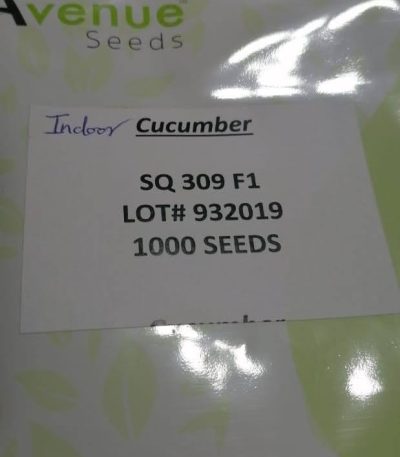 Avenue
Seeds
Indoor Cucumber
SQ 309 F1
LOT# 932019
1000 SEEDS